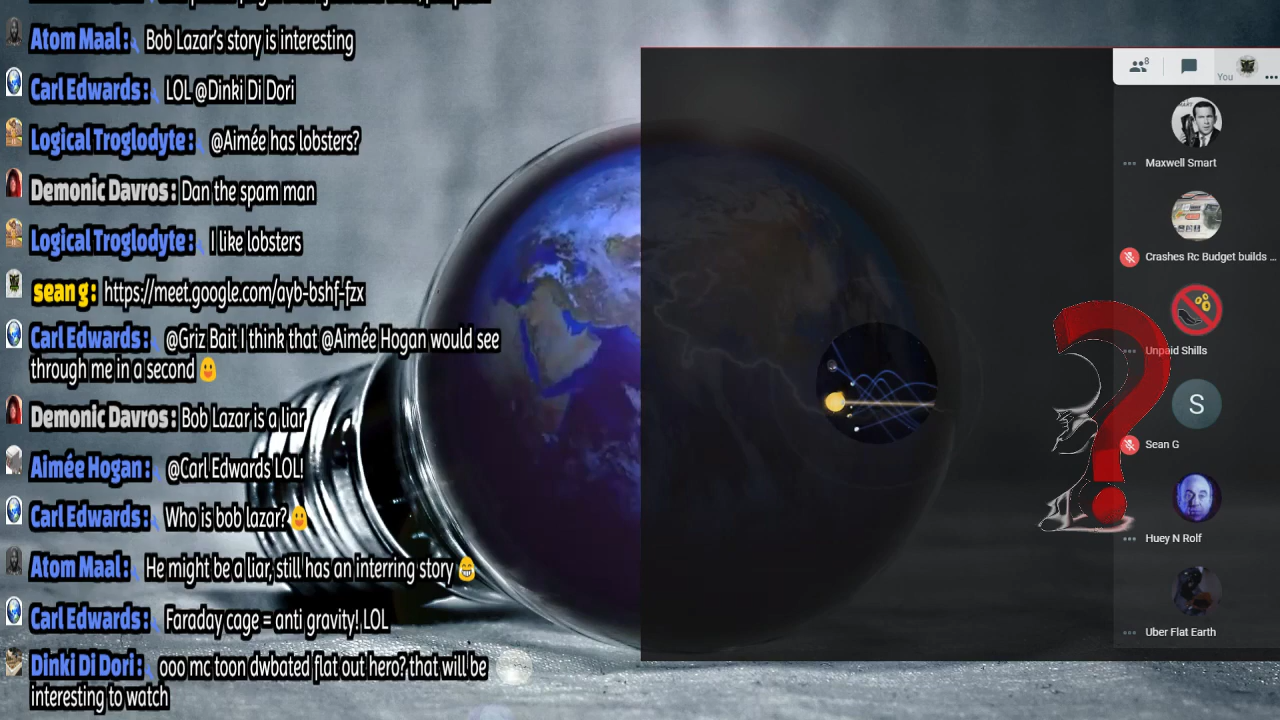 Atom Maal: Bob Lazar's story is interesting
Carl Edwards: LOL @Dinki Di Dori
Logical Troglodyte: @Aimée has lobsters?
Demonic Davros: Dan the spam man
Logical Troglodyte: I like lobsters
sean g: https://meet.google.com/ayb-bshf-fzx
Carl Edwards: @Griz Bait I think that @Aimée Hogan would see
through me in a second
Demonic Davros: Bob Lazar is a liar
Aimée Hogan: @Carl Edwards LOL!
Carl Edwards: Who is bob lazar?
Atom Maal: He might be a liar, still has an interring story
Carl Edwards: Faraday cage = anti gravity! LOL
Dinki Di Dori: ooo mc toon dwbated flat out hero? that will be
interesting to watch
8
You
Maxwell Smart
Crashes Rc Budget builds ...
Unpaid Shills
S
Sean G
Huey N Rolf
Uber Flat Earth
?